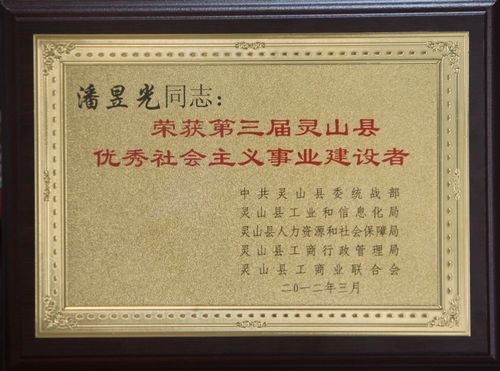 潘昱光同志：
荣获第三届灵山县
优秀社会主义事业建设者
中共灵山县委统战部
灵山县工业和信息化局
灵山县人力资源和社会保障局
灵山县工商行政管理局
灵山县工商业联合会
二〇一二年三月